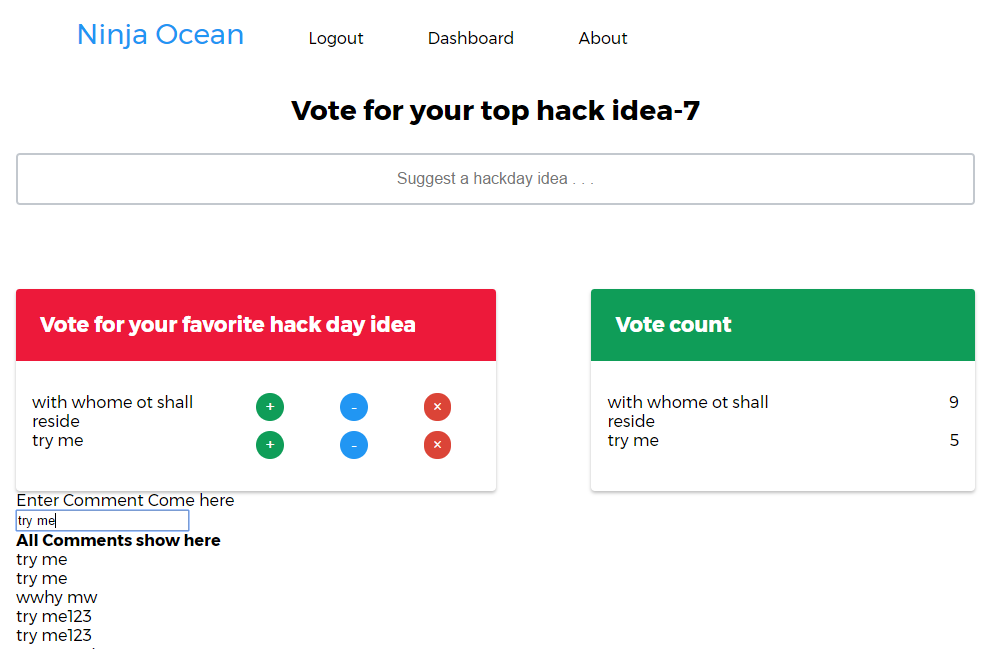 Ninja Ocean Logout Dashboard About
Vote for your top hack idea-7
Suggest a hackday idea . . .
Vote for your favorite hack day idea
with whome ot shall + - ×
reside
try me + - ×
Vote count
with whome ot shall 9
reside
try me 5
Enter Comment Come here
try me
All Comments show here
try me
try me
wwhy mw
try me123
try me123